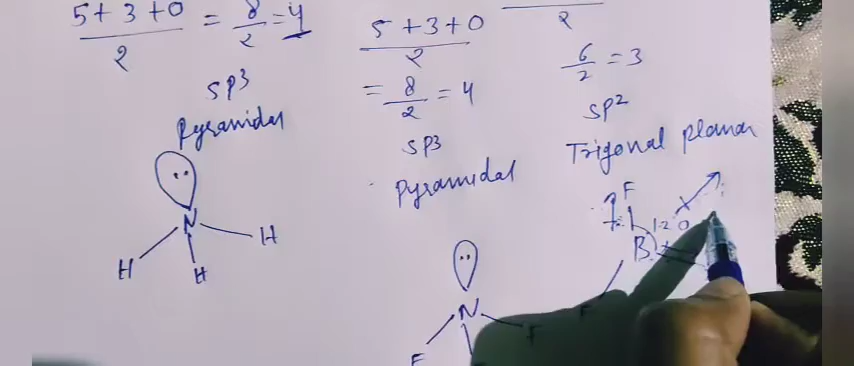 5 + 3 + 0 / 2 = 8 / 2 = 4
sp3
Pyramidal
N
H
H
H
5 + 3 + 0 / 2
= 8 / 2 = 4
sp3
Pyramidal
N
F
2
6 / 2 = 3
sp2
Trigonal planar
F
120
B